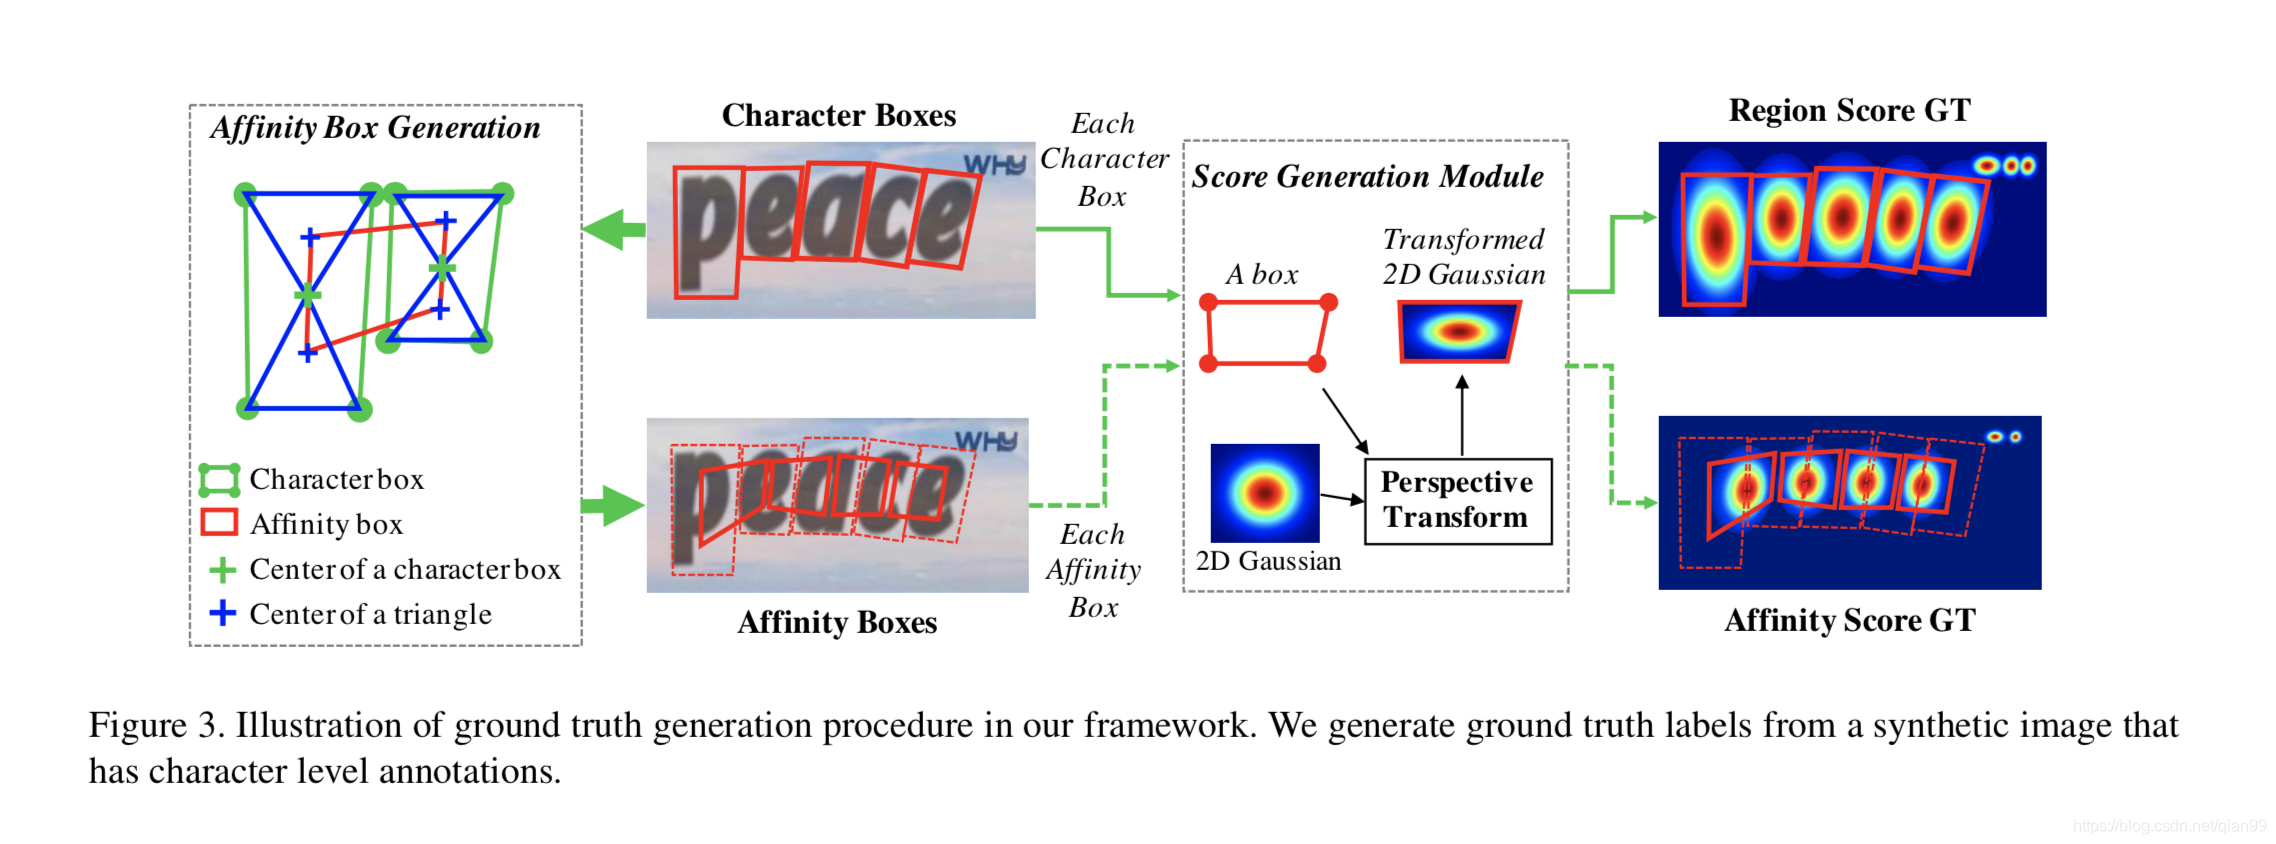 Affinity Box Generation
Character box
Affinity box
Center of a character box
Center of a triangle
Character Boxes
peace
WHy
Each
Character
Box
peace
WHy
Affinity Boxes
Each
Affinity
Box
Score Generation Module
A box
Transformed
2D Gaussian
2D Gaussian
Perspective
Transform
Region Score GT
Affinity Score GT
Figure 3. Illustration of ground truth generation procedure in our framework. We generate ground truth labels from a synthetic image that
has character level annotations.
https://blog.csdn.net/qian99